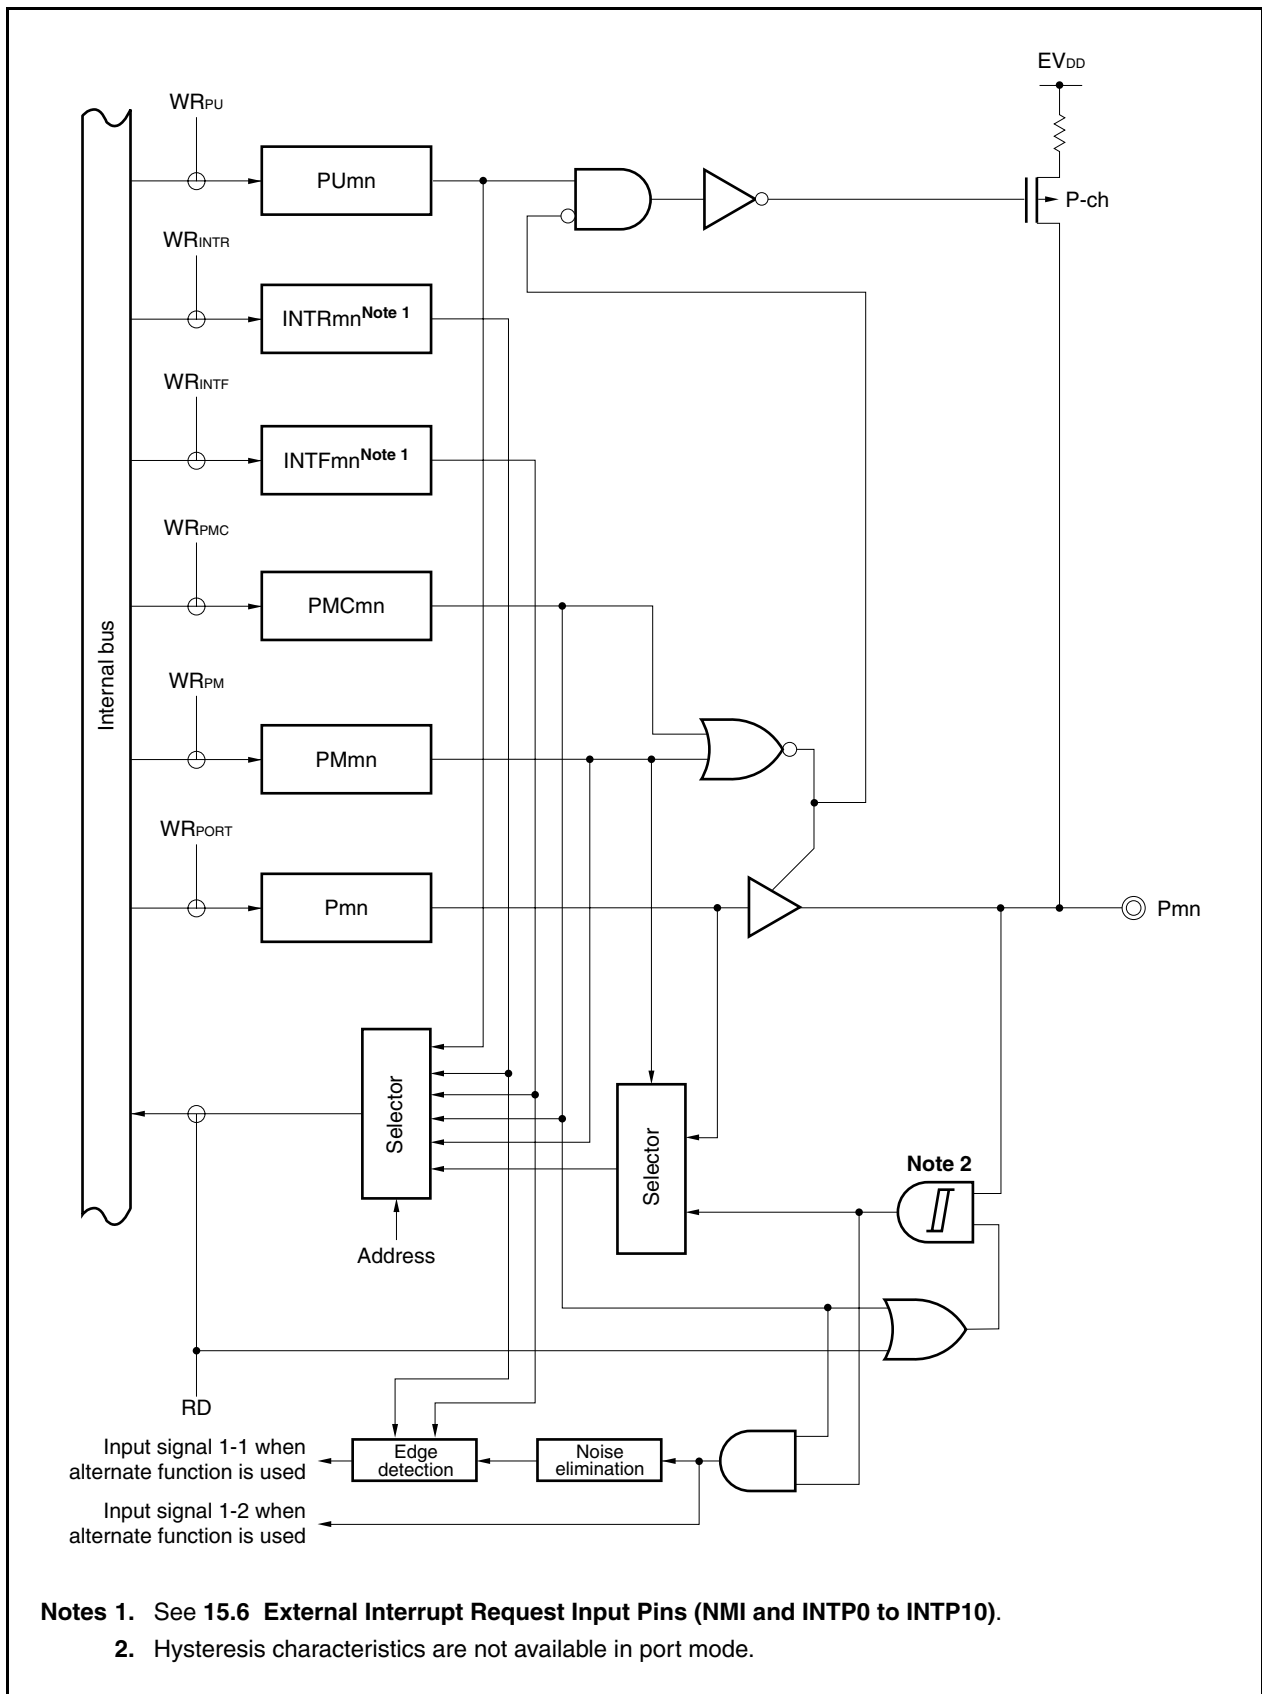 EVDD
WRPU
PUmn
P-ch
WRINTR
INTRmnNote 1
WRINTF
INTFmnNote 1
WRPMC
PMCmn
Internal bus
WRPM
PMmn
WRPORT
Pmn
Pmn
Selector
Selector
Note 2
Address
RD
Input signal 1-1 when
alternate function is used
Edge
detection
Noise
elimination
Input signal 1-2 when
alternate function is used
Notes 1. See 15.6 External Interrupt Request Input Pins (NMI and INTP0 to INTP10).
2. Hysteresis characteristics are not available in port mode.